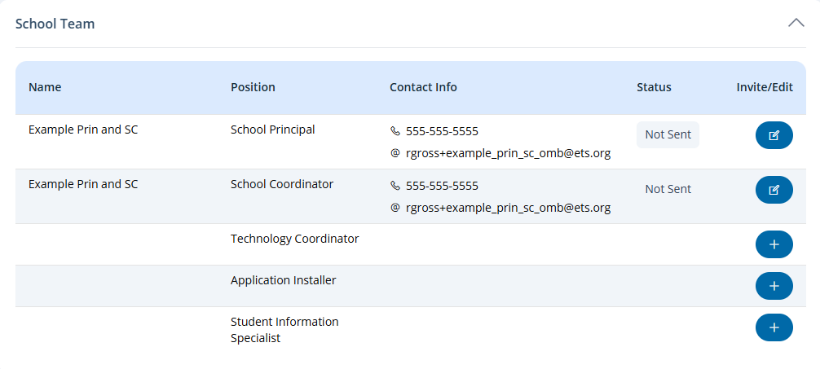 School Team
Name Position Contact Info Status Invite/Edit
Example Prin and SC School Principal 555-555-5555 Not Sent
@ rgross+example_prin_sc_omb@ets.org
Example Prin and SC School Coordinator 555-555-5555 Not Sent
@ rgross+example_prin_sc_omb@ets.org
Technology Coordinator
Application Installer
Student Information
Specialist